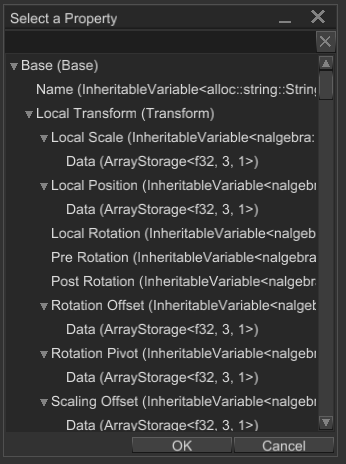 Select a Property
Base (Base)
Name (InheritableVariable<alloc::string::String
Local Transform (Transform)
Local Scale (InheritableVariable<nalgebra:
Data (ArrayStorage<f32, 3, 1>)
Local Position (InheritableVariable<nalgebr
Data (ArrayStorage<f32, 3, 1>)
Local Rotation (InheritableVariable<nalgeb
Pre Rotation (InheritableVariable<nalgebra
Post Rotation (InheritableVariable<nalgebra
Rotation Offset (InheritableVariable<nalget
Data (ArrayStorage<f32, 3, 1>)
Rotation Pivot (InheritableVariable<nalgebr
Data (ArrayStorage<f32, 3, 1>)
Scaling Offset (InheritableVariable<nalgeb
Data (ArrayStorage<f32, 3, 1>)
OK Cancel